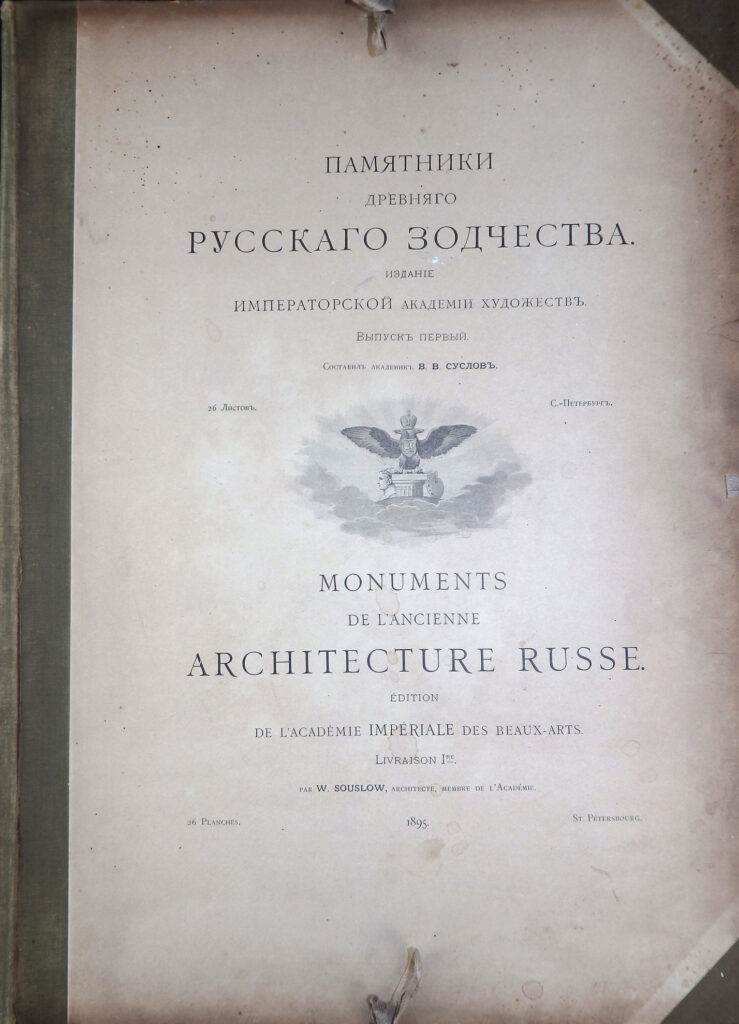 ПАМЯТНИКИ
ДРЕВНЯГО
РУССКАГО ЗОДЧЕСТВА.
ИЗДАНІЕ
ИМПЕРАТОРСКОЙ АКАДЕМІИ ХУДОЖЕСТВЪ.
ВЫПУСКЪ ПЕРВЫЙ.
СОСТАВИЛЪ АКАДЕМИКЪ В. В. СУСЛОВЪ.
26 ЛИСТОВЪ. С.-ПЕТЕРБУРГЪ.
MONUMENTS
DE L'ANCIENNE
ARCHITECTURE RUSSE.
ÉDITION
DE L'ACADÉMIE IMPÉRIALE DES BEAUX-ARTS.
LIVRAISON IRE.
PAR W. SOUSLOW, ARCHITECTE, MEMBRE DE L'ACADÉMIE.
26 PLANCHES. 1895. ST. PÉTERSBOURG.